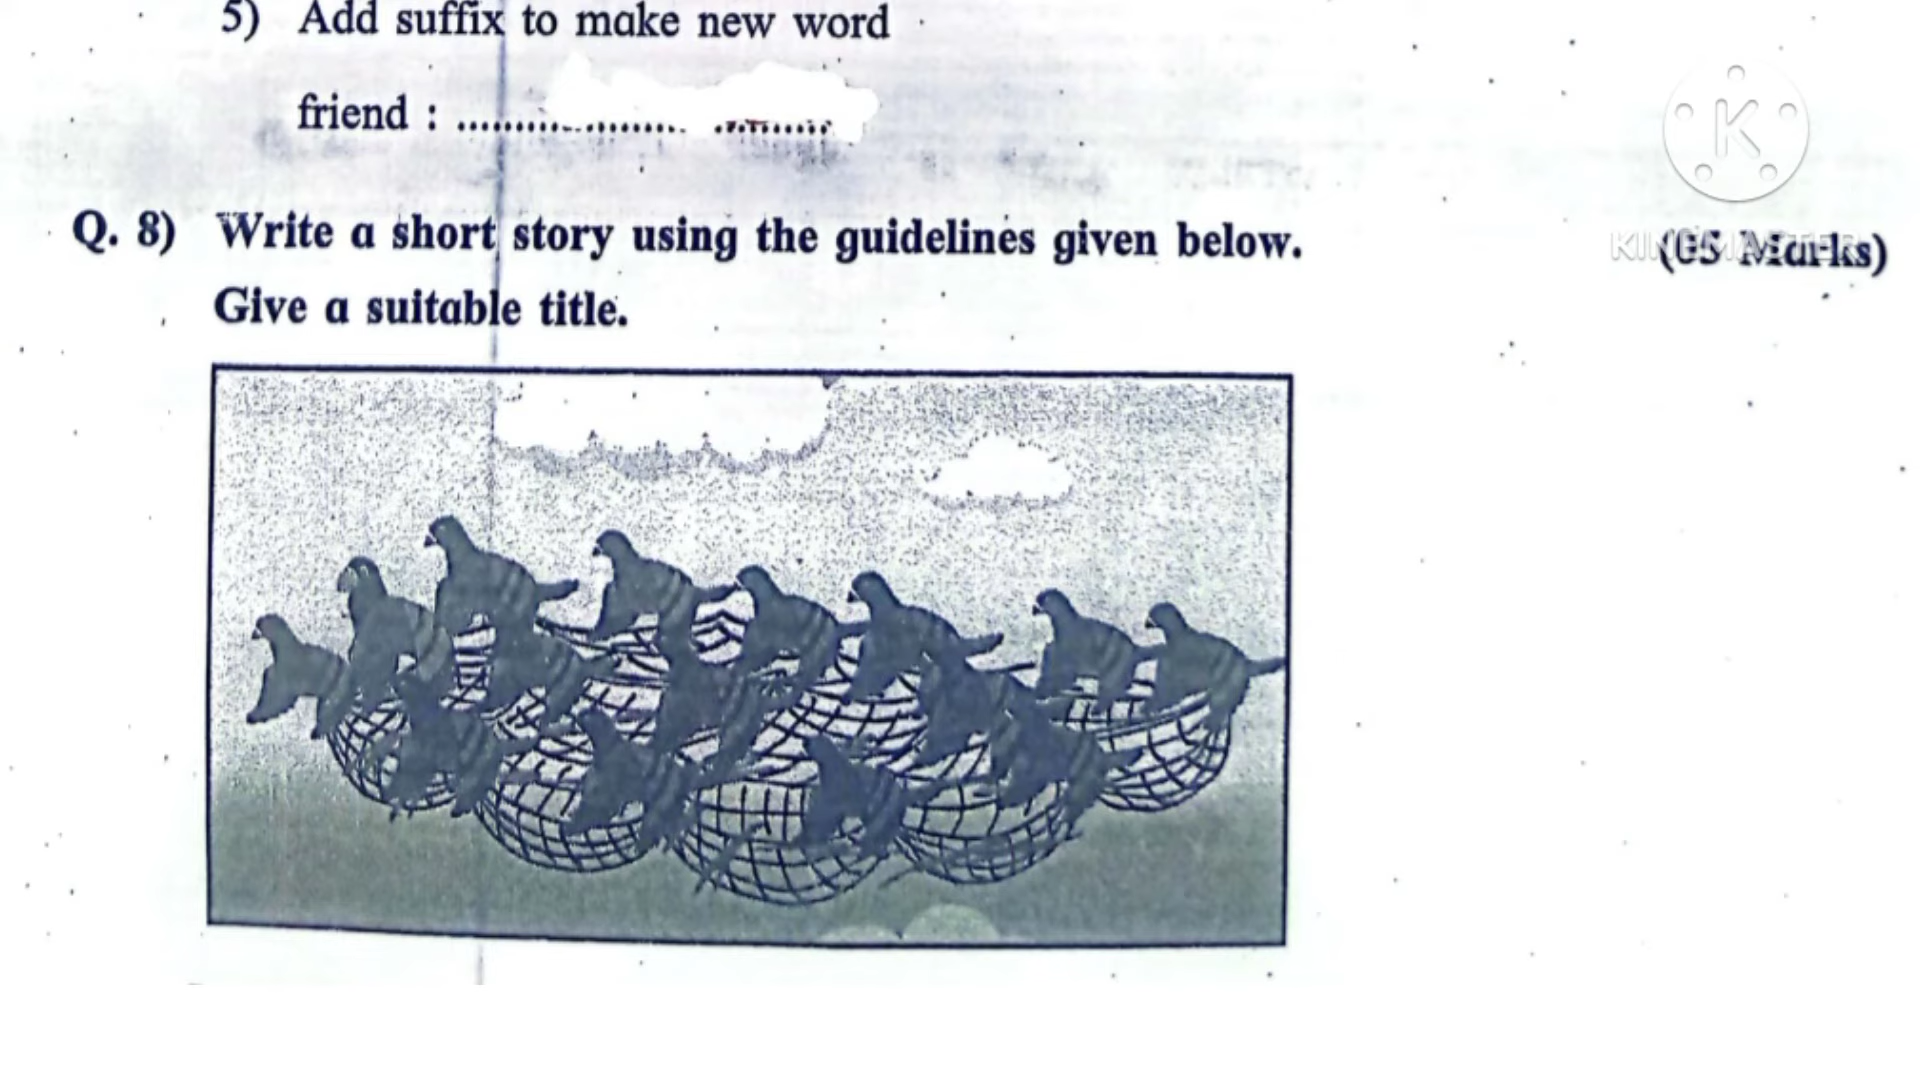 5) Add suffix to make new word
friend : ..............................
K
Q. 8) Write a short story using the guidelines given below.
(05 Marks)
KINEMASTER
Give a suitable title.